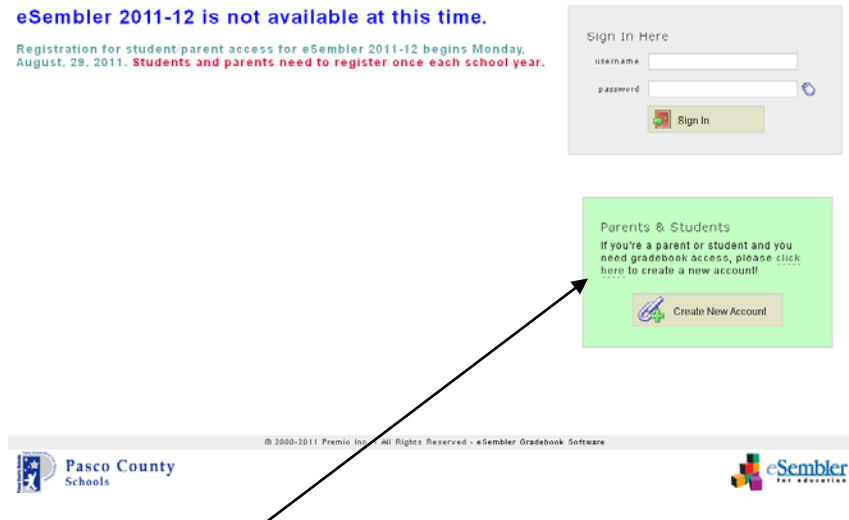 eSembler 2011-12 is not available at this time.
Registration for student/parent access for eSembler 2011-12 begins Monday,
August, 29, 2011. Students and parents need to register once each school year.
Sign In Here
username
password
Sign In
Parents & Students
If you're a parent or student and you
need gradebook access, please click
here to create a new account!
Create New Account
© 2000-2011 Premio Inc. All Rights Reserved - eSembler Gradebook Software
Pasco County
Schools
eSembler
for education